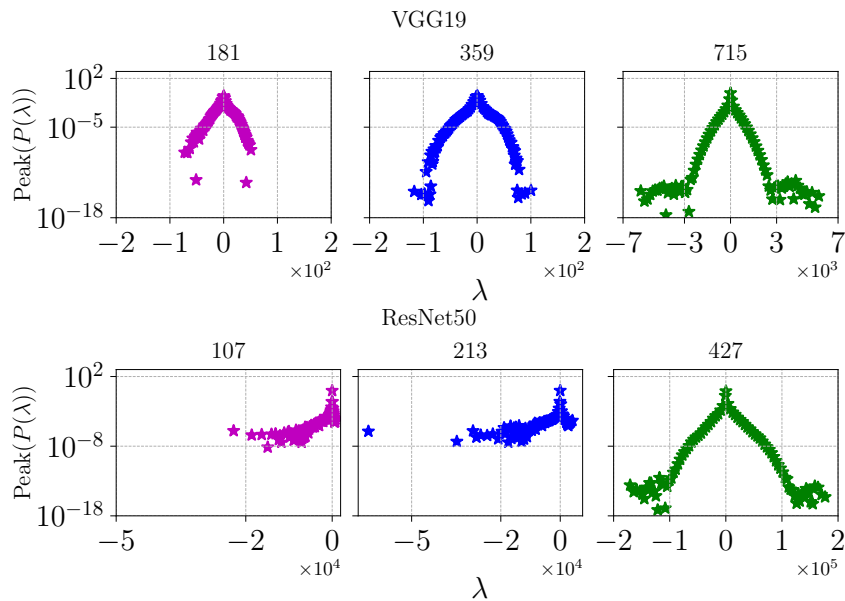 VGG19
181 359 715
Peak(P(λ))
10^2
10^−5
10^−18
−2 −1 0 1 2 −2 −1 0 1 2 −7 −3 0 3 7
×10^2 ×10^2 ×10^3
λ
ResNet50
107 213 427
Peak(P(λ))
10^2
10^−8
10^−18
−5 −2 0 −5 −2 0 −2 −1 0 1 2
×10^4 ×10^4 ×10^5
λ